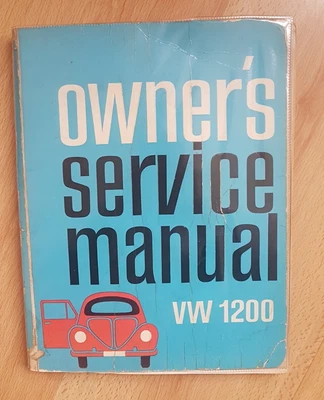 owner's
service
manual
VW 1200